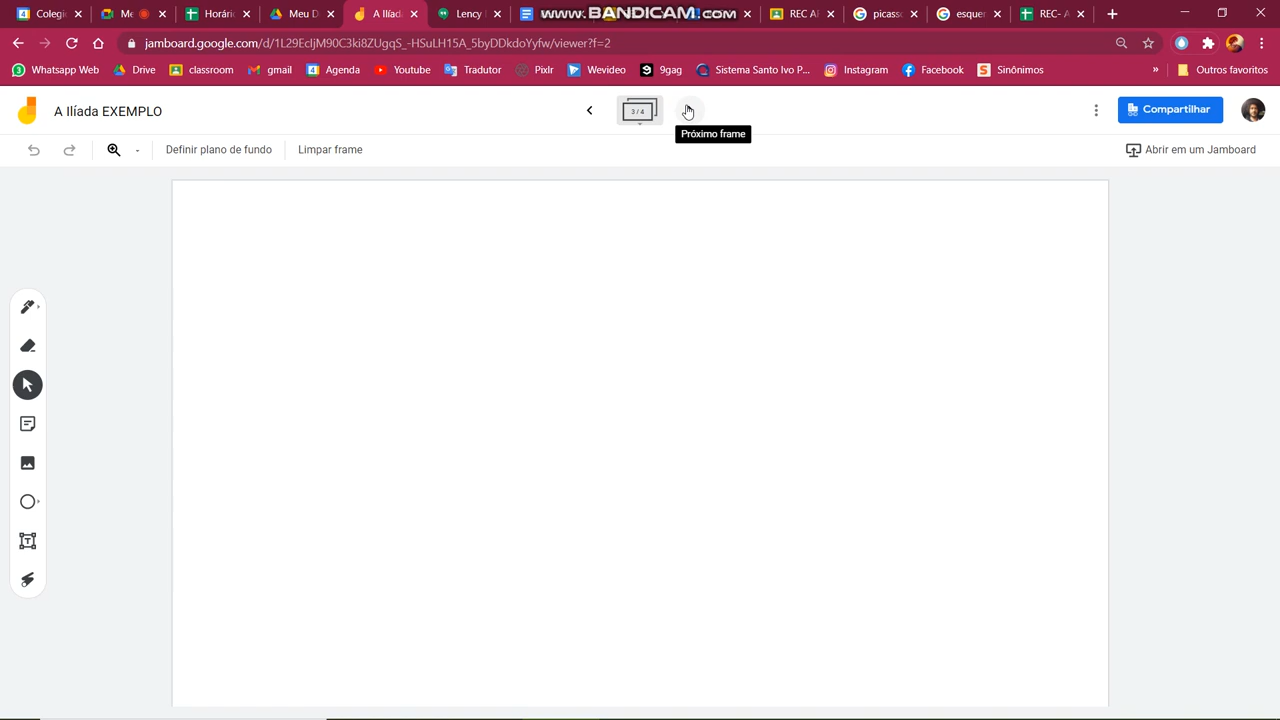 Colegi
Me
Horári
Meu D
A Ilíad
Lency
www.BANDICAM.com
REC AF
picass
esquer
REC- A
jamboard.google.com/d/1L29EcIjM90C3ki8ZUgqS_-HSuLH15A_5byDDkdoYyfw/viewer?f=2
Whatsapp Web
Drive
classroom
gmail
Agenda
Youtube
Tradutor
Pixlr
Wevideo
9gag
Sistema Santo Ivo P...
Instagram
Facebook
Sinônimos
»
Outros favoritos
A Ilíada EXEMPLO
3 / 4
Compartilhar
Próximo frame
Definir plano de fundo
Limpar frame
Abrir em um Jamboard